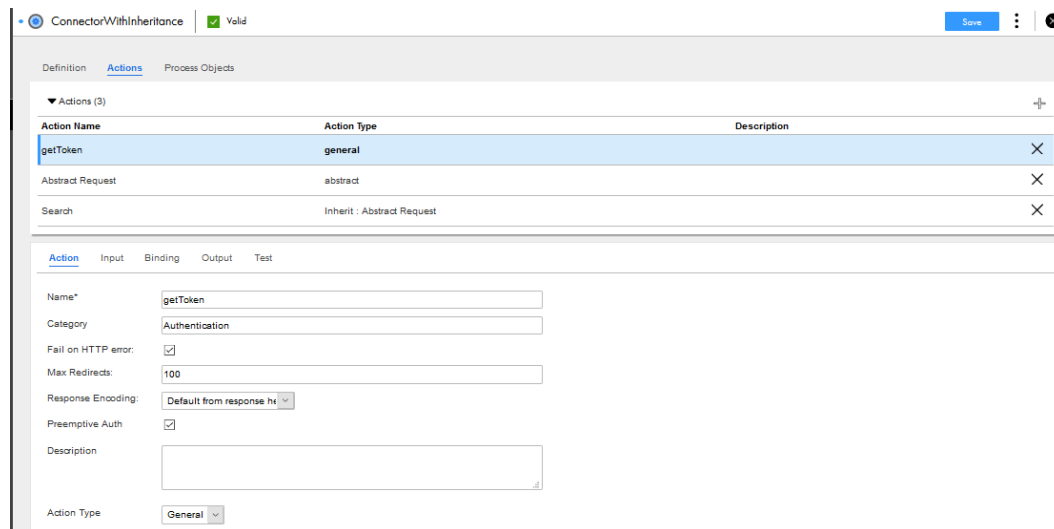 ConnectorWithInheritance Valid Save
Definition Actions Process Objects
Actions (3)
Action Name Action Type Description
getToken general
Abstract Request abstract
Search Inherit : Abstract Request
Action Input Binding Output Test
Name* getToken
Category Authentication
Fail on HTTP error:
Max Redirects: 100
Response Encoding: Default from response he
Preemptive Auth
Description
Action Type General